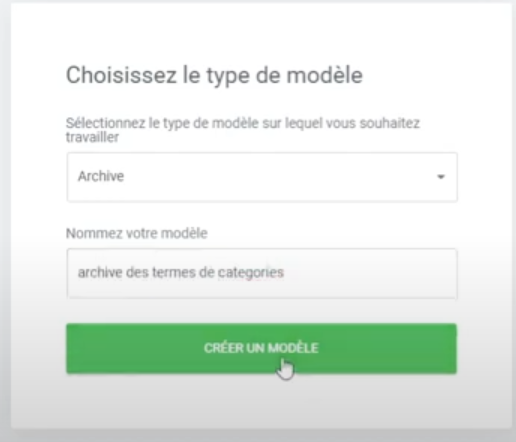 Choisissez le type de modèle
Sélectionnez le type de modèle sur lequel vous souhaitez
travailler
Archive
Nommez votre modèle
archive des termes de categories
CRÉER UN MODÈLE